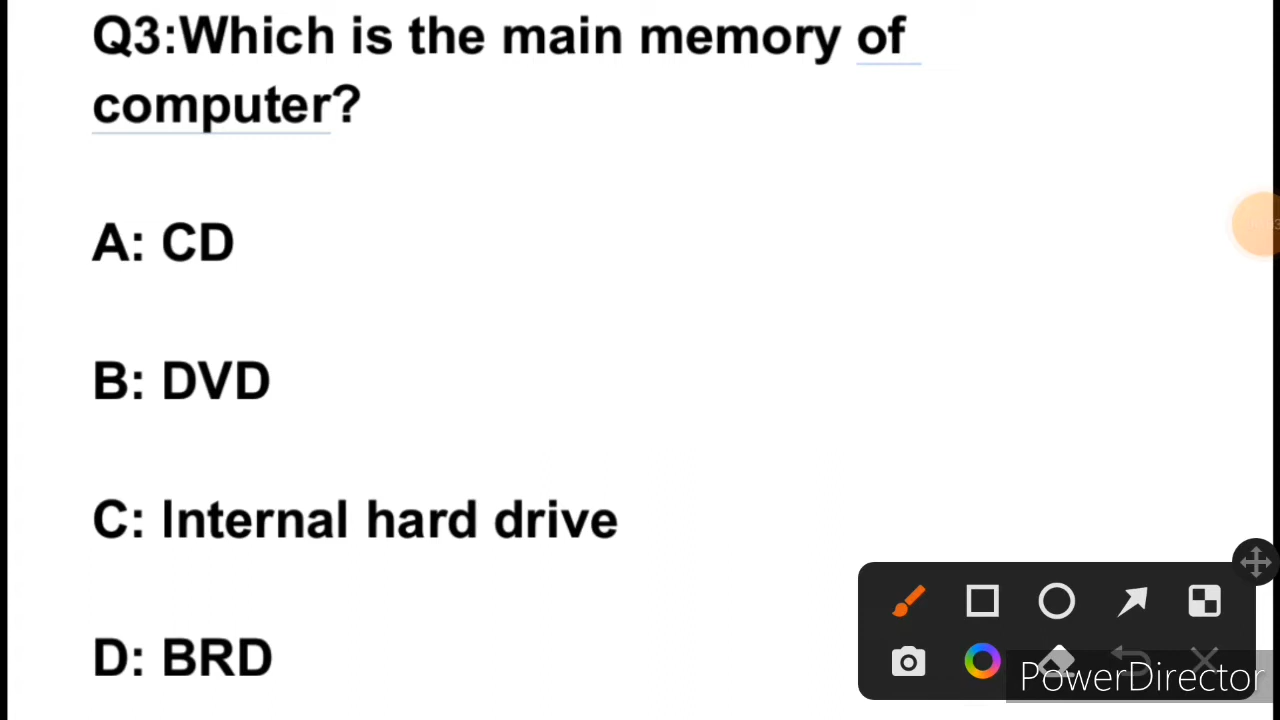 Q3:Which is the main memory of
computer?
A: CD
B: DVD
C: Internal hard drive
D: BRD
PowerDirector